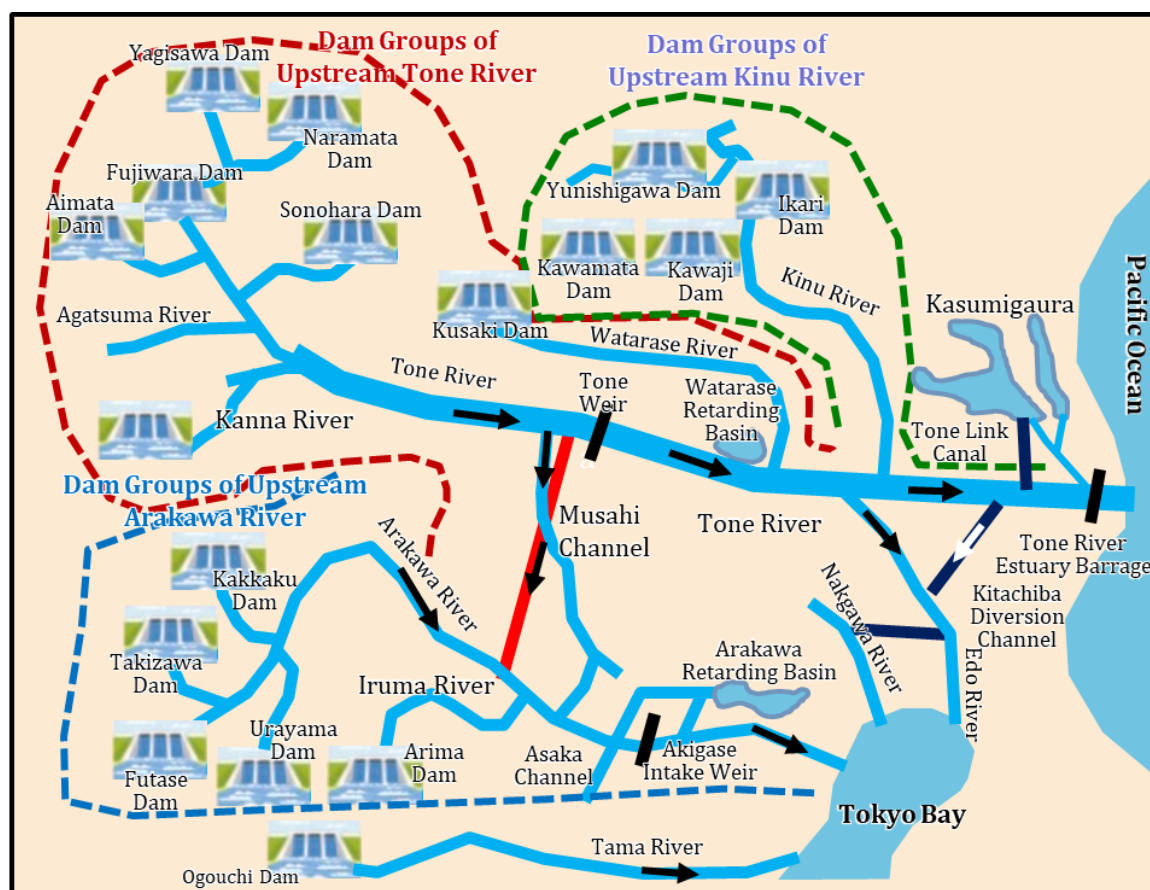 Dam Groups of
Upstream Tone River
Dam Groups of
Upstream Kinu River
Yagisawa Dam
Naramata
Dam
Fujiwara Dam
Aimata
Dam
Sonohara Dam
Yunishigawa Dam
Ikari
Dam
Kawamata
Dam
Kawaji
Dam
Kinu River
Kasumigaura
Pacific Ocean
Agatsuma River
Kusaki Dam
Watarase River
Tone River
Tone
Weir
Watarase
Retarding
Basin
Kanna River
Tone Link
Canal
Dam Groups of Upstream
Arakawa River
Musahi
Channel
Tone River
Tone River
Estuary Barrage
Arakawa River
Kakkaku
Dam
Nakgawa River
Kitachiba
Diversion
Channel
Takizawa
Dam
Iruma River
Arakawa
Retarding Basin
Edo River
Urayama
Dam
Futase
Dam
Arima
Dam
Asaka
Channel
Akigase
Intake Weir
Tokyo Bay
Tama River
Ogouchi Dam